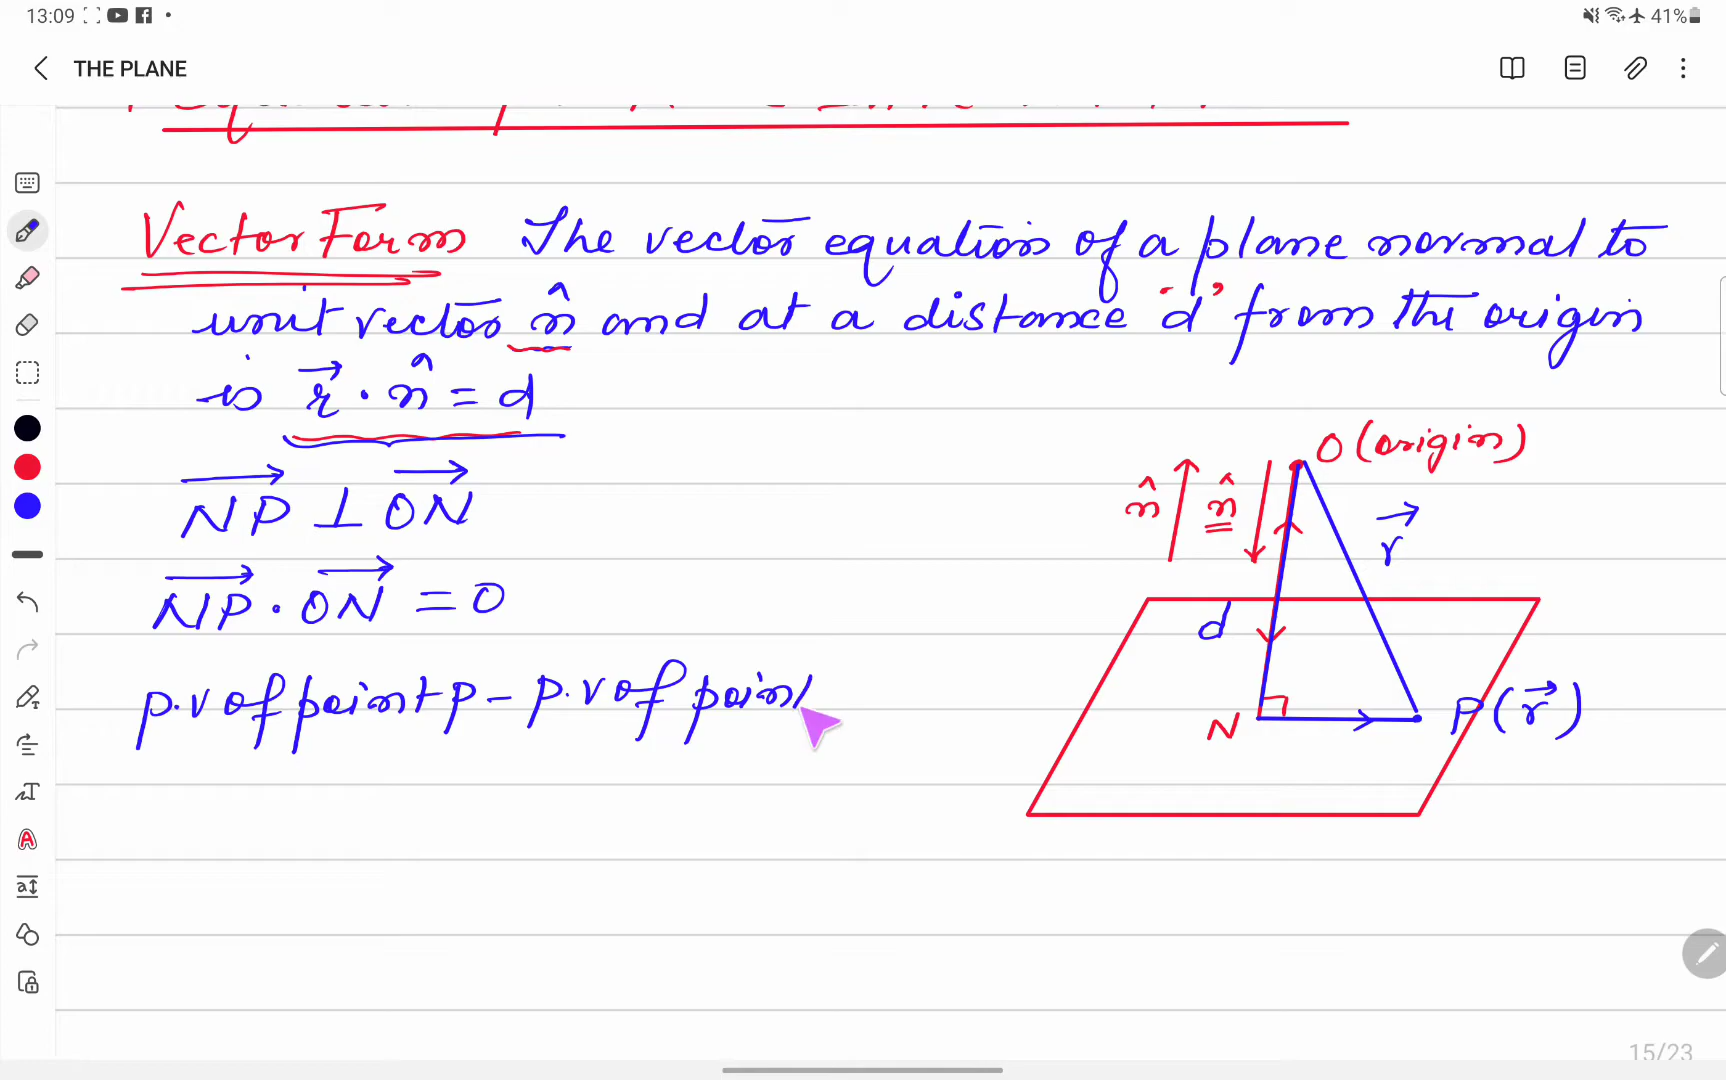 13:09
41%
THE PLANE
Vector Form The vector equation of a plane normal to
unit vector n̂ and at a distance 'd' from the origin
is r⃗ · n̂ = d
NP⃗ ⊥ ON⃗
NP⃗ · ON⃗ = 0
p.v of point P - p.v of poin
O (origin)
n̂ n̂
r⃗
d
N
P(r⃗)
15/23